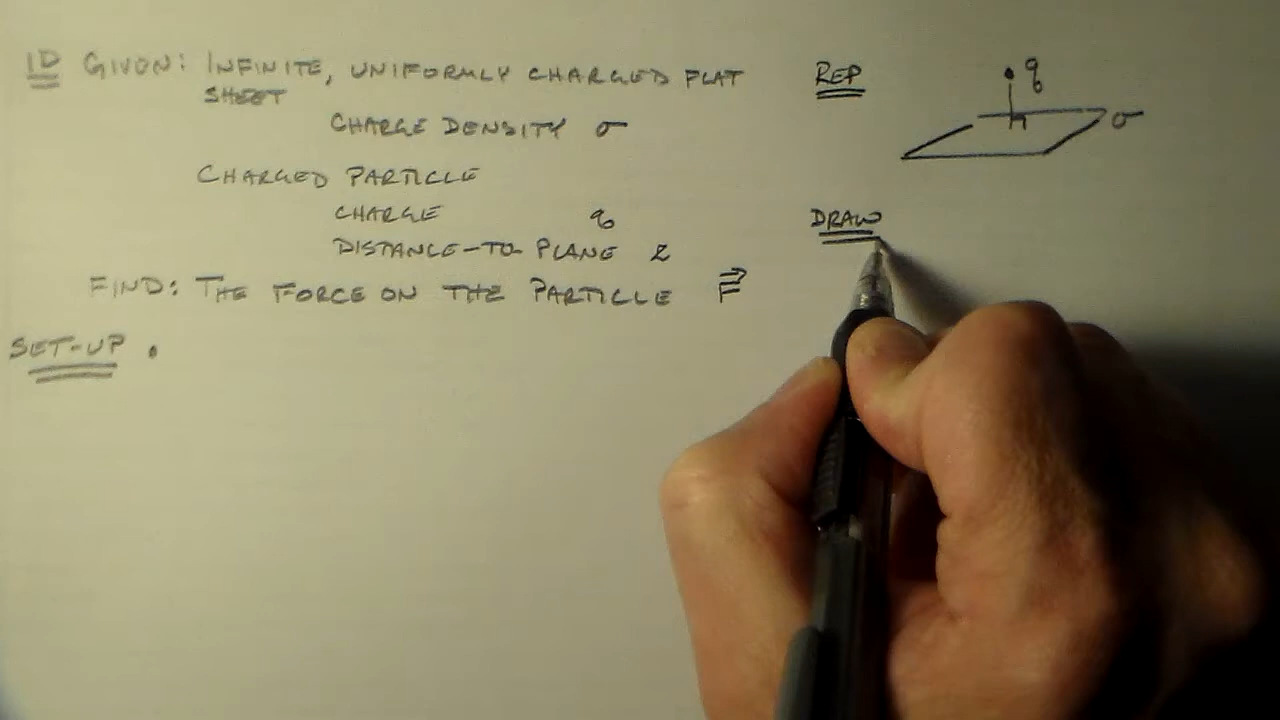 ID GIVEN: INFINITE, UNIFORMLY CHARGED FLAT
SHEET
CHARGE DENSITY σ
CHARGED PARTICLE
CHARGE q
DISTANCE-TO PLANE z
FIND: THE FORCE ON THE PARTICLE F⃗
SET-UP •
REP
q
σ
DRAW